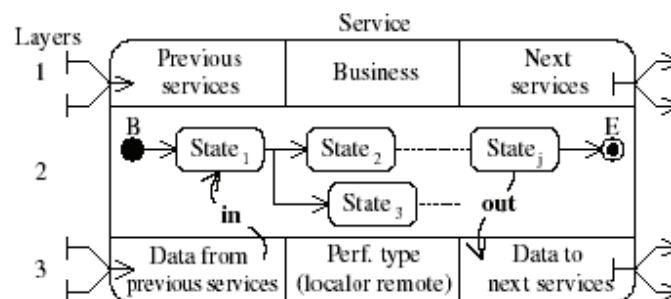 Service
Layers
1
Previous
services
Business
Next
services
2
B
State1
State2
Statej
E
State3
in
out
3
Data from
previous services
Perf. type
(localor remote)
Data to
next services